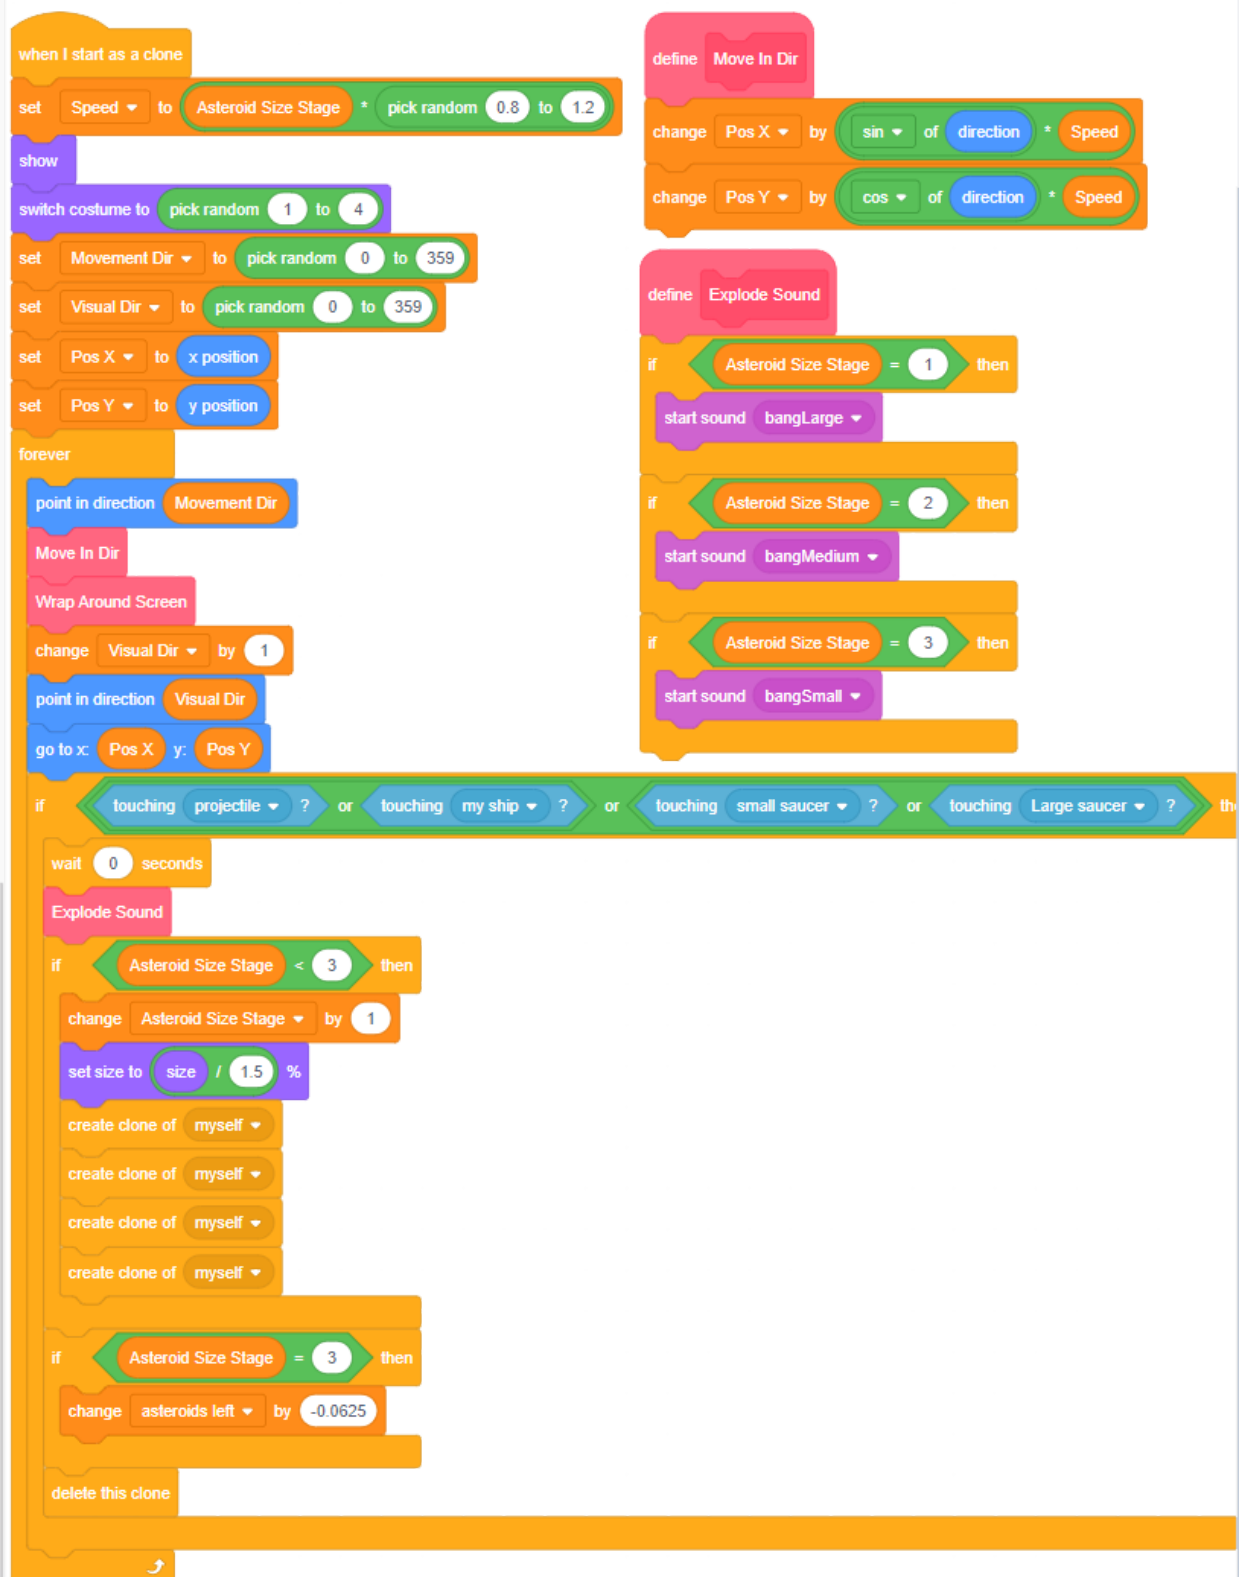 when I start as a clone
set Speed to Asteroid Size Stage * pick random 0.8 to 1.2
show
switch costume to pick random 1 to 4
set Movement Dir to pick random 0 to 359
set Visual Dir to pick random 0 to 359
set Pos X to x position
set Pos Y to y position
forever
point in direction Movement Dir
Move In Dir
Wrap Around Screen
change Visual Dir by 1
point in direction Visual Dir
go to x: Pos X y: Pos Y
if touching projectile ? or touching my ship ? or touching small saucer ? or touching Large saucer ? th
wait 0 seconds
Explode Sound
if Asteroid Size Stage < 3 then
change Asteroid Size Stage by 1
set size to size / 1.5 %
create clone of myself
create clone of myself
create clone of myself
create clone of myself
if Asteroid Size Stage = 3 then
change asteroids left by -0.0625
delete this clone
define Move In Dir
change Pos X by sin of direction * Speed
change Pos Y by cos of direction * Speed
define Explode Sound
if Asteroid Size Stage = 1 then
start sound bangLarge
if Asteroid Size Stage = 2 then
start sound bangMedium
if Asteroid Size Stage = 3 then
start sound bangSmall